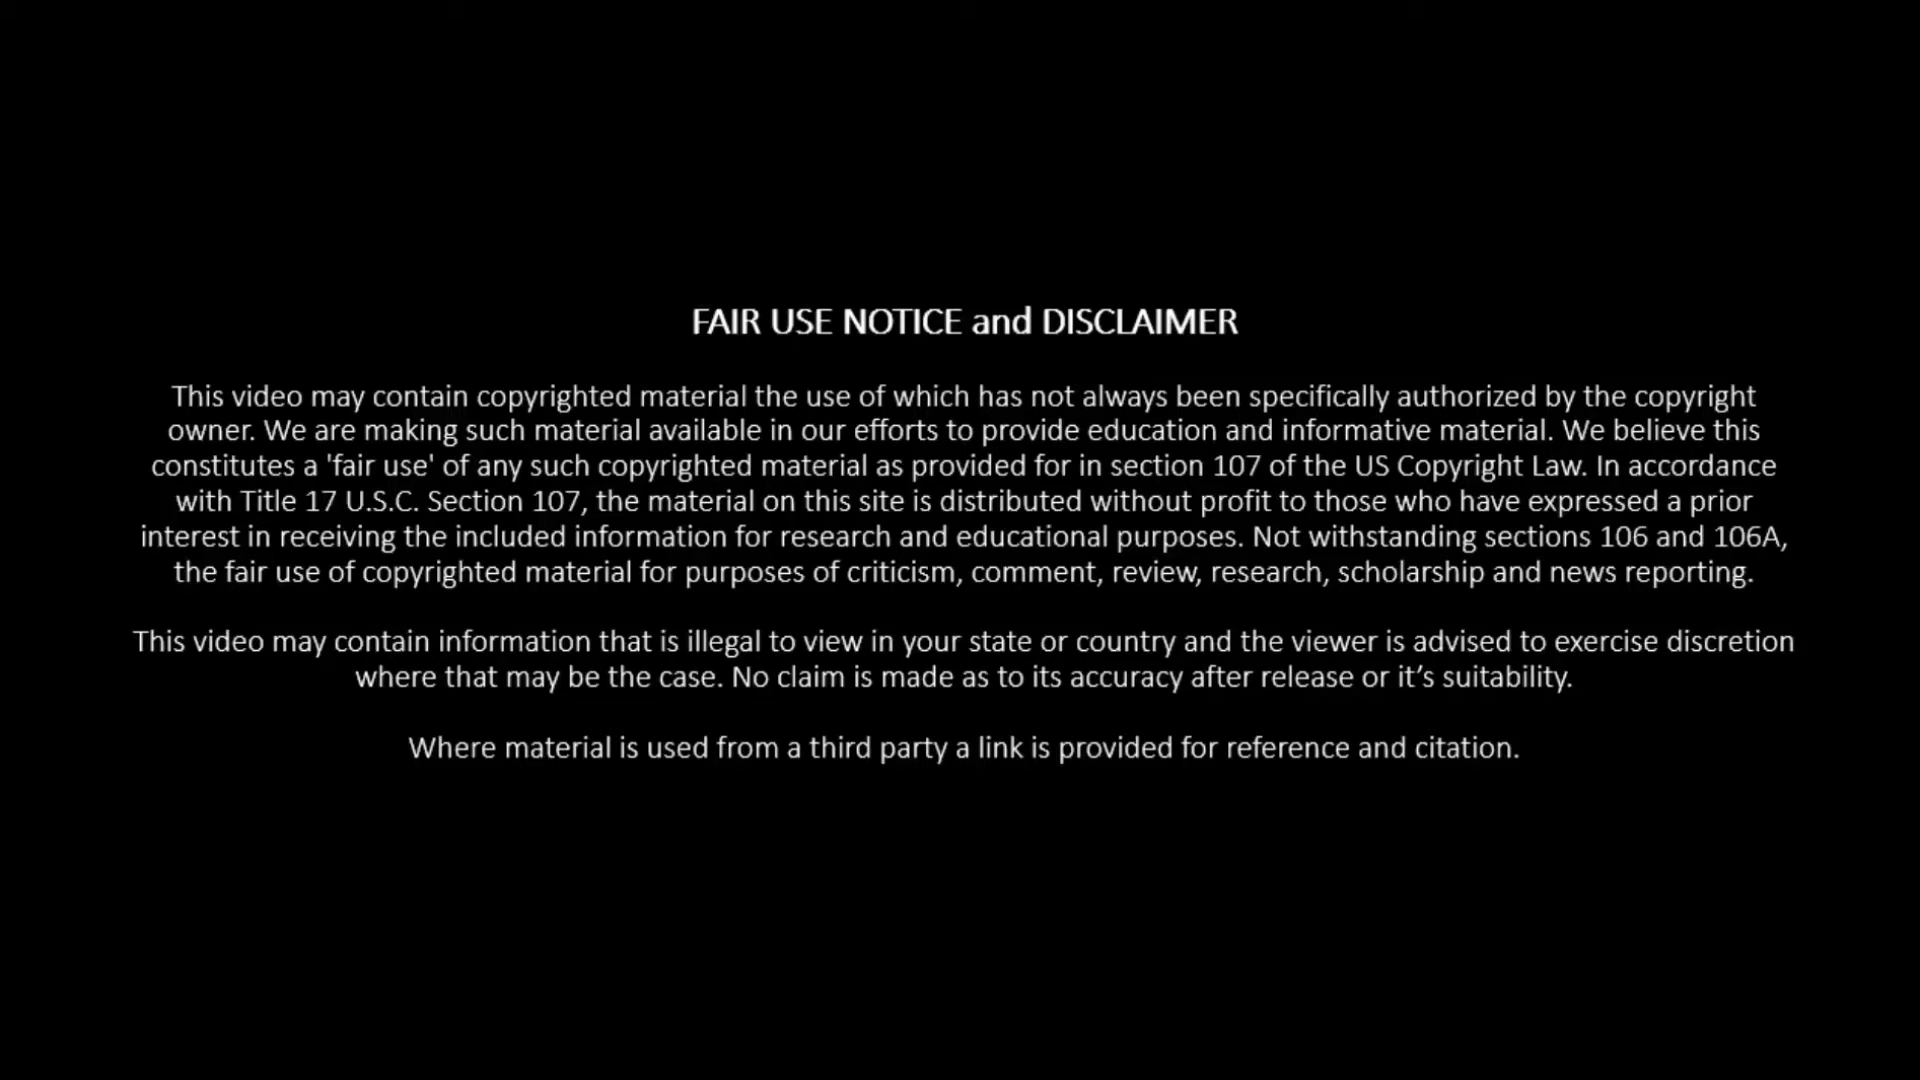 FAIR USE NOTICE and DISCLAIMER
This video may contain copyrighted material the use of which has not always been specifically authorized by the copyright
owner. We are making such material available in our efforts to provide education and informative material. We believe this
constitutes a 'fair use' of any such copyrighted material as provided for in section 107 of the US Copyright Law. In accordance
with Title 17 U.S.C. Section 107, the material on this site is distributed without profit to those who have expressed a prior
interest in receiving the included information for research and educational purposes. Not withstanding sections 106 and 106A,
the fair use of copyrighted material for purposes of criticism, comment, review, research, scholarship and news reporting.
This video may contain information that is illegal to view in your state or country and the viewer is advised to exercise discretion
where that may be the case. No claim is made as to its accuracy after release or it’s suitability.
Where material is used from a third party a link is provided for reference and citation.